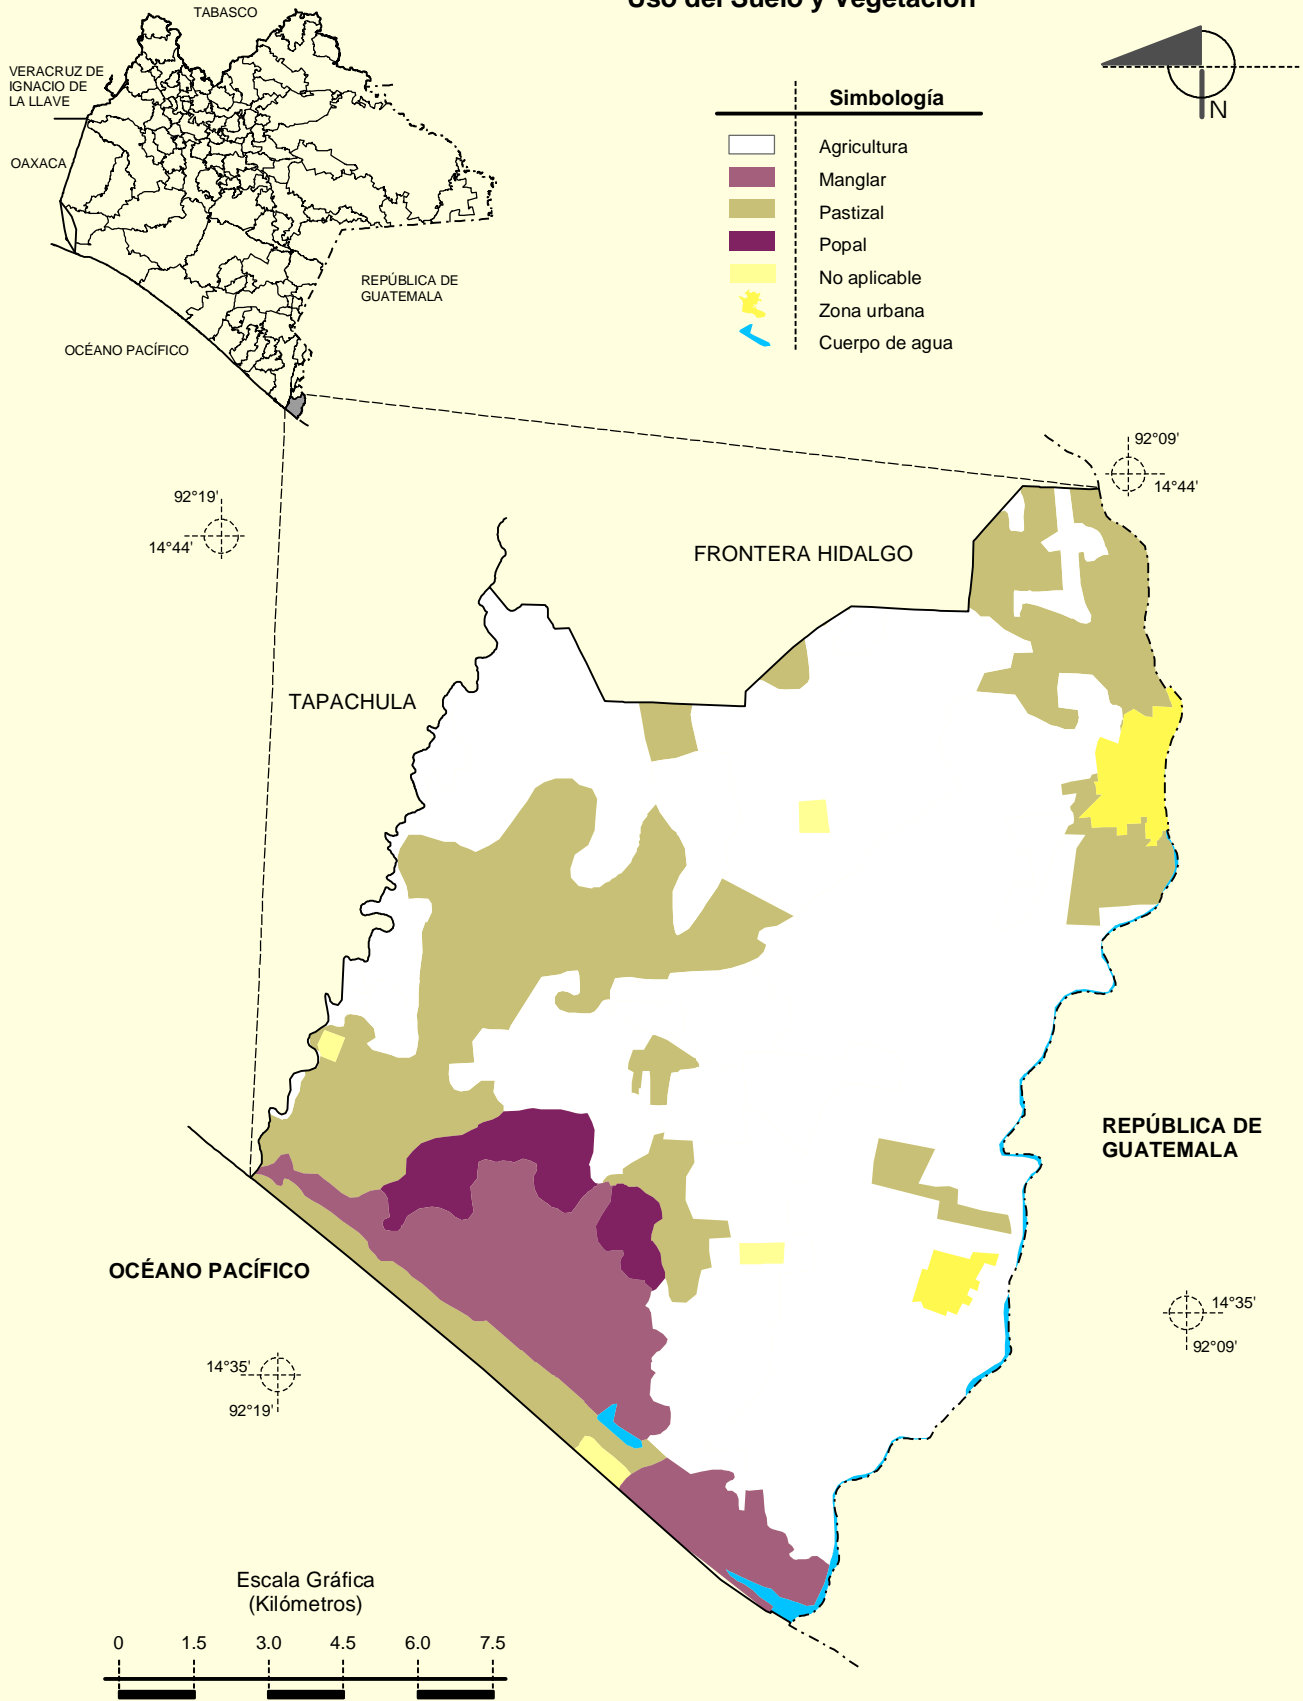 Uso del Suelo y Vegetación
TABASCO
VERACRUZ DE
IGNACIO DE
LA LLAVE
OAXACA
REPÚBLICA DE
GUATEMALA
OCÉANO PACÍFICO
N
Simbología
Agricultura
Manglar
Pastizal
Popal
No aplicable
Zona urbana
Cuerpo de agua
92°09'
14°44'
92°19'
14°44'
FRONTERA HIDALGO
TAPACHULA
REPÚBLICA DE
GUATEMALA
OCÉANO PACÍFICO
14°35'
92°09'
14°35'
92°19'
Escala Gráfica
(Kilómetros)
0 1.5 3.0 4.5 6.0 7.5